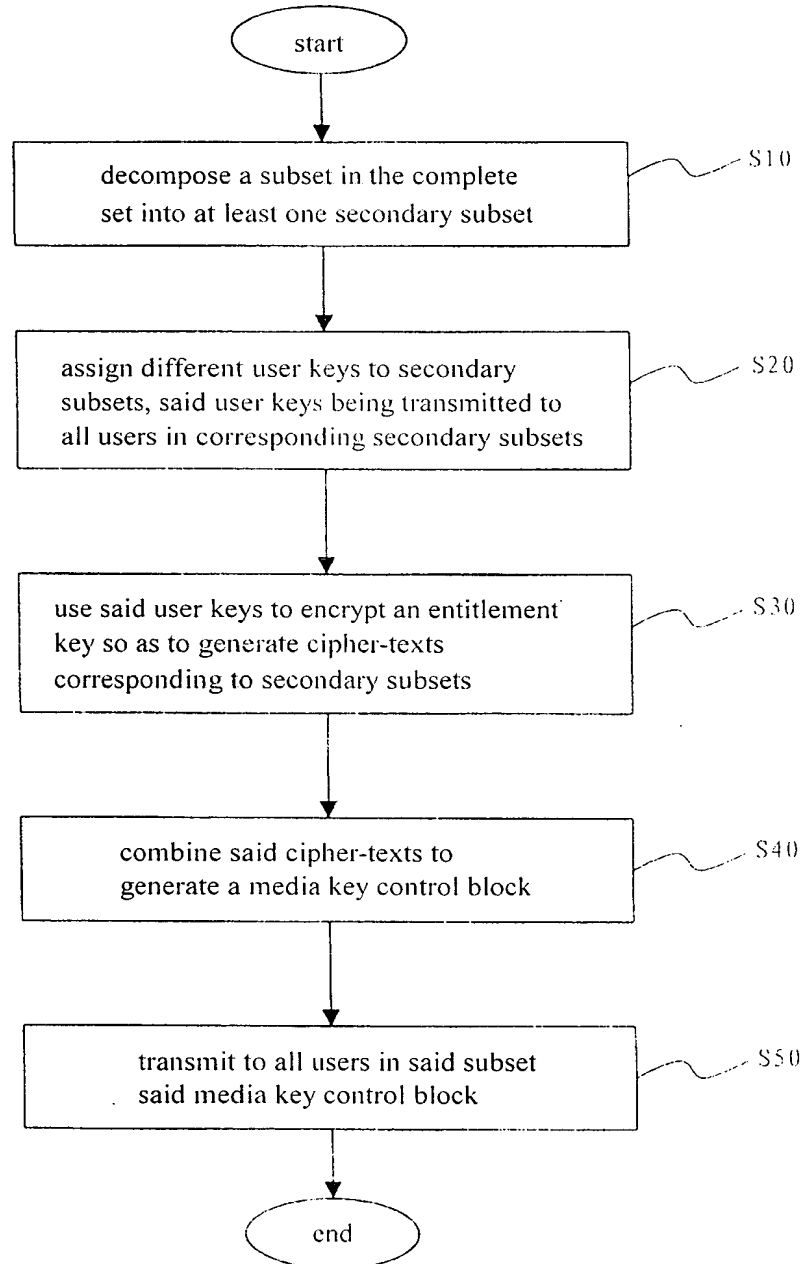 start
decompose a subset in the complete
set into at least one secondary subset
S10
assign different user keys to secondary
subsets, said user keys being transmitted to
all users in corresponding secondary subsets
S20
use said user keys to encrypt an entitlement
key so as to generate cipher-texts
corresponding to secondary subsets
S30
combine said cipher-texts to
generate a media key control block
S40
transmit to all users in said subset
said media key control block
S50
end